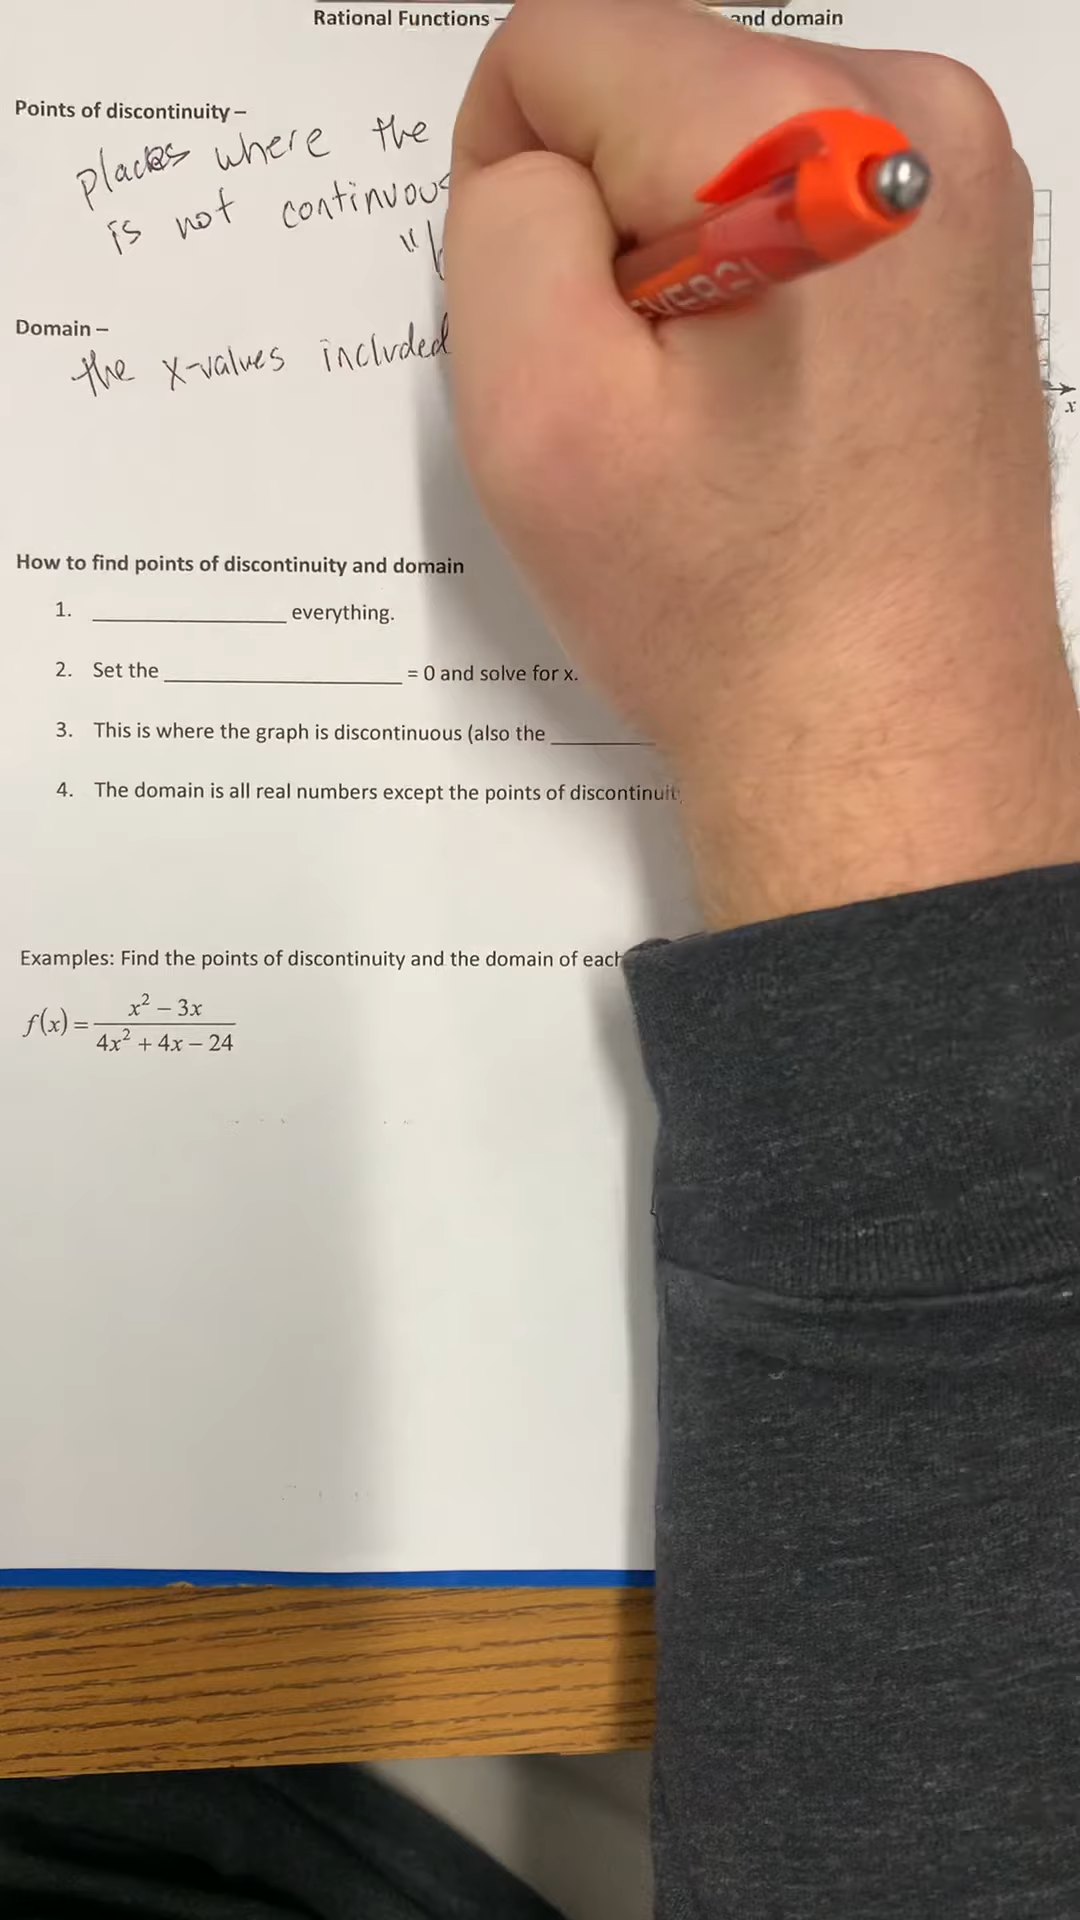 Rational Functions – and domain
Points of discontinuity –
places where the
is not continuous
Domain –
the x-values included
x
How to find points of discontinuity and domain
1. ______________ everything.
2. Set the _________________ = 0 and solve for x.
3. This is where the graph is discontinuous (also the ________
4. The domain is all real numbers except the points of discontinuit
Examples: Find the points of discontinuity and the domain of each
f(x) = (x² – 3x)/(4x² + 4x – 24)